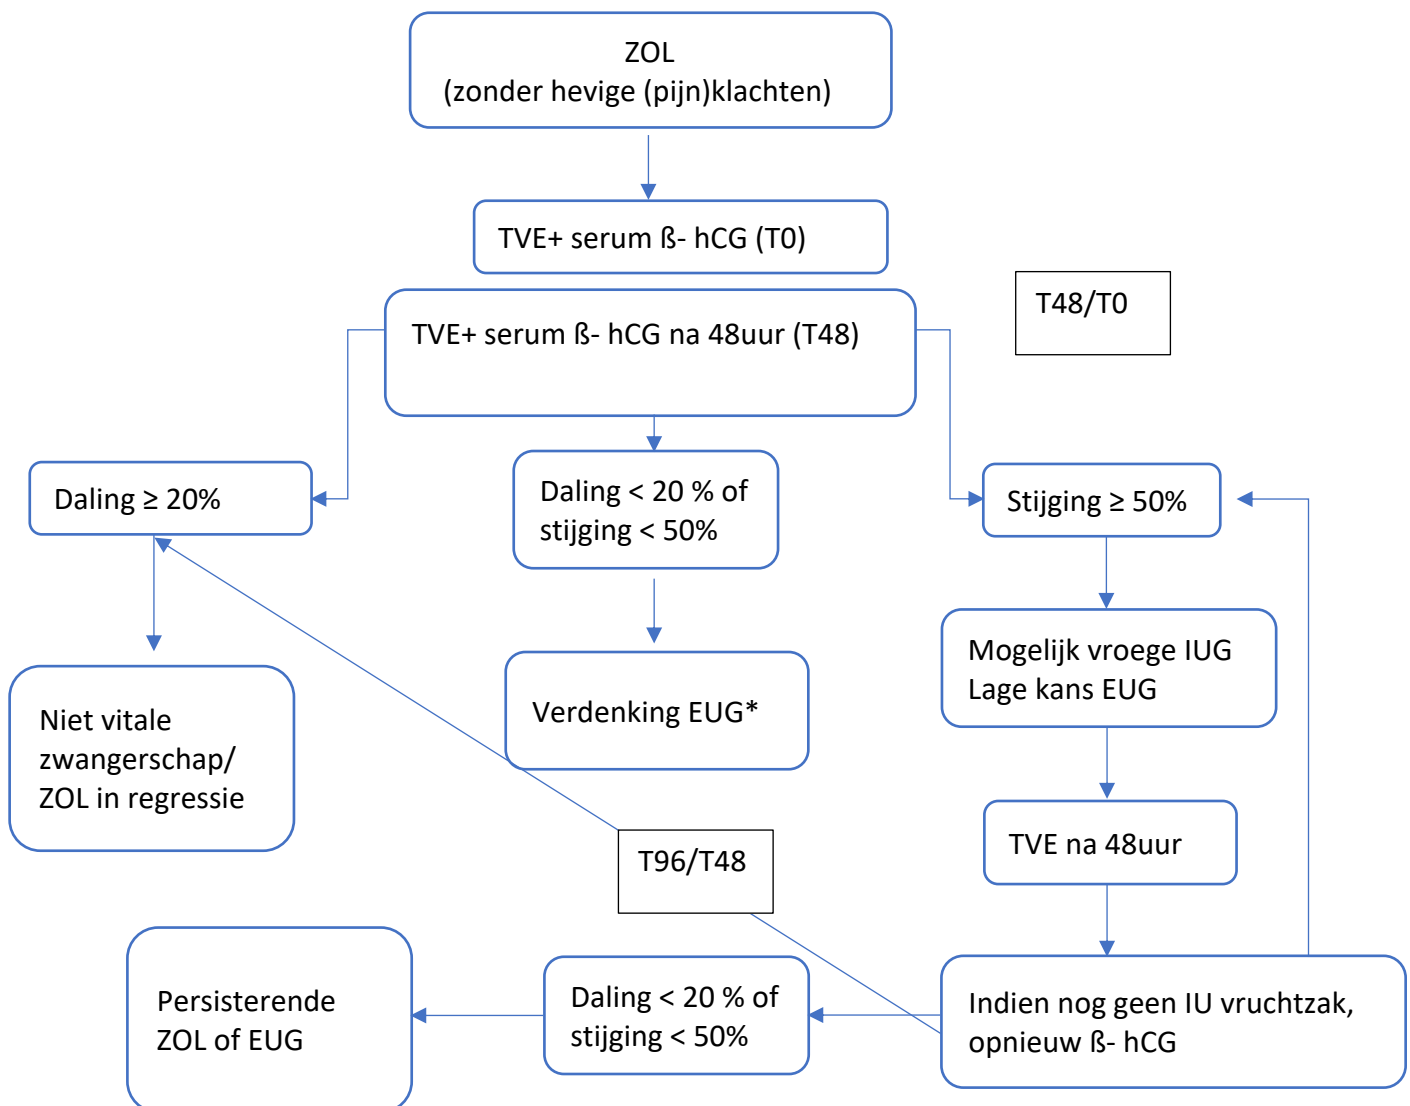 ZOL
(zonder hevige (pijn)klachten)
TVE+ serum ß- hCG (T0)
T48/T0
TVE+ serum ß- hCG na 48uur (T48)
Daling ≥ 20%
Daling < 20 % of
stijging < 50%
Stijging ≥ 50%
Niet vitale
zwangerschap/
ZOL in regressie
Verdenking EUG*
Mogelijk vroege IUG
Lage kans EUG
TVE na 48uur
T96/T48
Persisterende
ZOL of EUG
Daling < 20 % of
stijging < 50%
Indien nog geen IU vruchtzak,
opnieuw ß- hCG